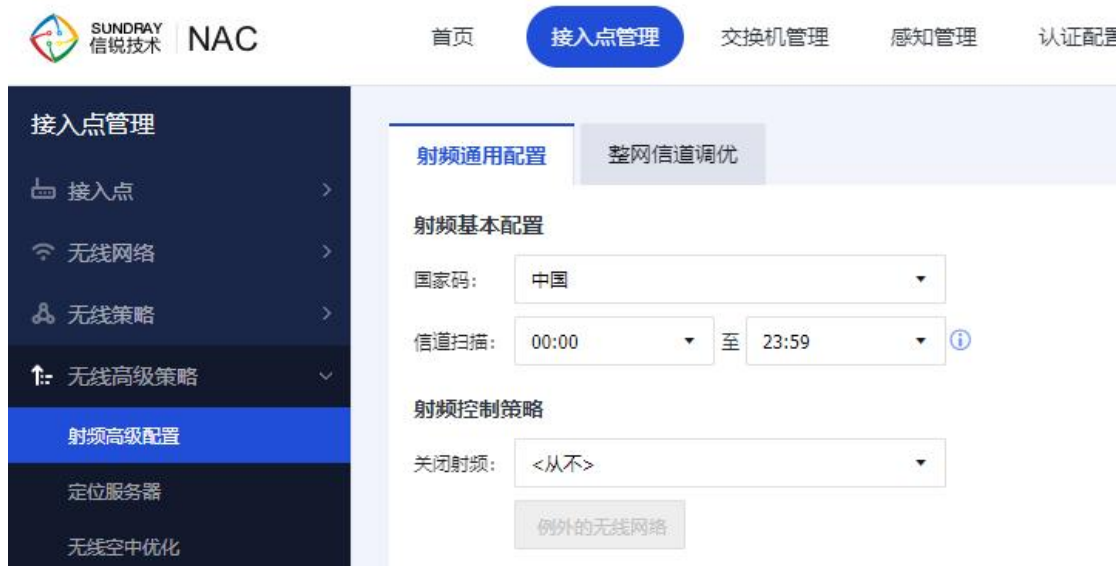 SUNDRAY
信锐技术
NAC
首页
接入点管理
交换机管理
感知管理
认证配置
接入点管理
接入点
无线网络
无线策略
无线高级策略
射频高级配置
定位服务器
无线空中优化
射频通用配置
整网信道调优
射频基本配置
国家码: 中国
信道扫描: 00:00 至 23:59
射频控制策略
关闭射频: <从不>
例外的无线网络